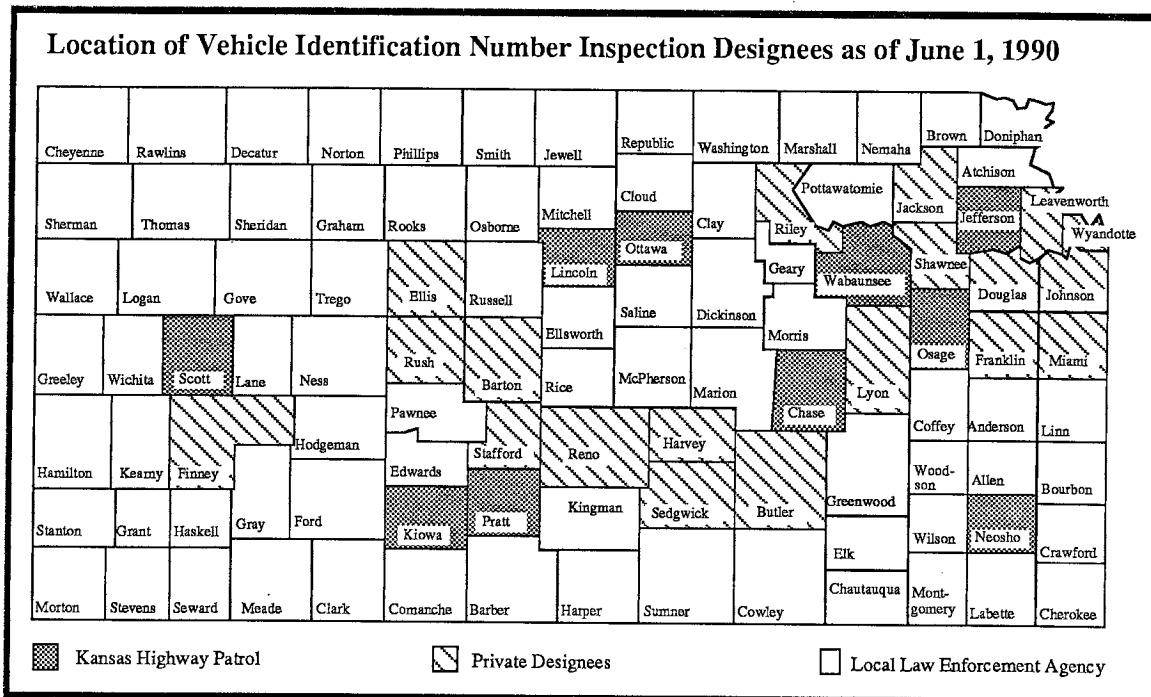 Location of Vehicle Identification Number Inspection Designees as of June 1, 1990
Cheyenne
Rawlins
Decatur
Norton
Phillips
Smith
Jewell
Republic
Washington
Marshall
Nemaha
Brown
Doniphan
Sherman
Thomas
Sheridan
Graham
Rooks
Osborne
Mitchell
Cloud
Clay
Riley
Pottawatomie
Jackson
Atchison
Jefferson
Leavenworth
Wyandotte
Wallace
Logan
Gove
Trego
Ellis
Russell
Lincoln
Ottawa
Saline
Dickinson
Geary
Wabaunsee
Shawnee
Douglas
Johnson
Greeley
Wichita
Scott
Lane
Ness
Rush
Barton
Ellsworth
Rice
McPherson
Marion
Morris
Chase
Lyon
Osage
Franklin
Miami
Hamilton
Kearny
Finney
Hodgeman
Pawnee
Edwards
Stafford
Reno
Harvey
Sedgwick
Butler
Greenwood
Coffey
Anderson
Linn
Wood-
son
Allen
Bourbon
Stanton
Grant
Haskell
Gray
Ford
Kiowa
Pratt
Kingman
Elk
Wilson
Neosho
Crawford
Morton
Stevens
Seward
Meade
Clark
Comanche
Barber
Harper
Sumnor
Cowley
Chautauqua
Mont-
gomery
Labette
Cherokee
Kansas Highway Patrol
Private Designees
Local Law Enforcement Agency